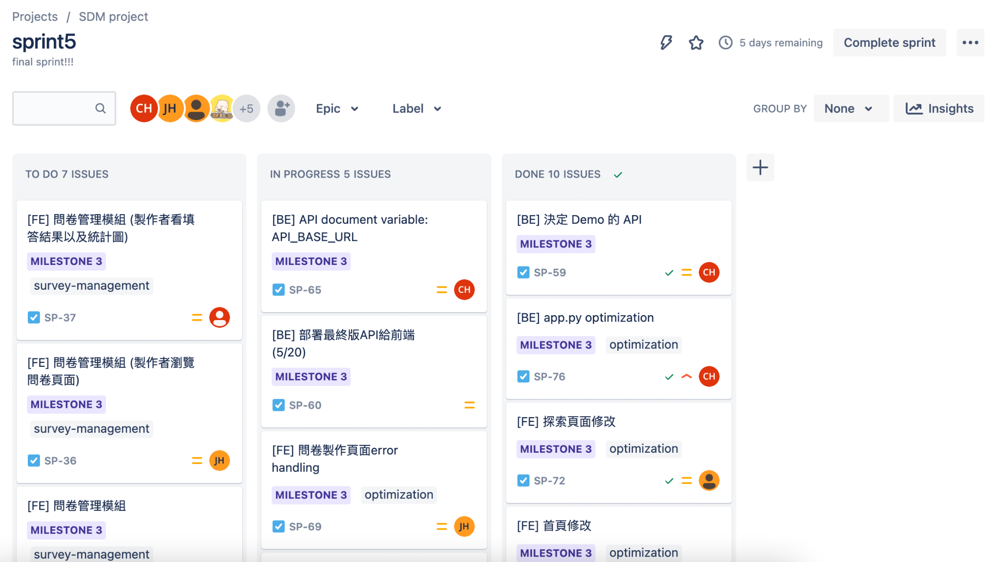 Projects / SDM project
sprint5
final sprint!!!
5 days remaining
Complete sprint
CH
JH
+5
Epic
Label
GROUP BY
None
Insights
TO DO 7 ISSUES
[FE] 問卷管理模組 (製作者看填
答結果以及統計圖)
MILESTONE 3
survey-management
SP-37
[FE] 問卷管理模組 (製作者瀏覽
問卷頁面)
MILESTONE 3
survey-management
SP-36
JH
[FE] 問卷管理模組
MILESTONE 3
survey-management
IN PROGRESS 5 ISSUES
[BE] API document variable:
API_BASE_URL
MILESTONE 3
SP-65
CH
[BE] 部署最終版API給前端
(5/20)
MILESTONE 3
SP-60
[FE] 問卷製作頁面error
handling
MILESTONE 3 optimization
SP-69
JH
DONE 10 ISSUES
[BE] 決定 Demo 的 API
MILESTONE 3
SP-59
CH
[BE] app.py optimization
MILESTONE 3 optimization
SP-76
CH
[FE] 探索頁面修改
MILESTONE 3 optimization
SP-72
[FE] 首頁修改
MILESTONE 3 optimization